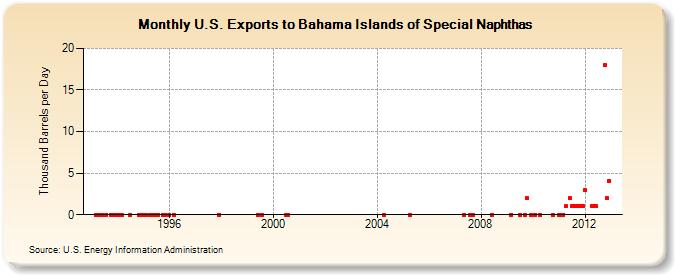 Monthly U.S. Exports to Bahama Islands of Special Naphthas
Thousand Barrels per Day
20
15
10
5
0
1996 2000 2004 2008 2012
Source: U.S. Energy Information Administration